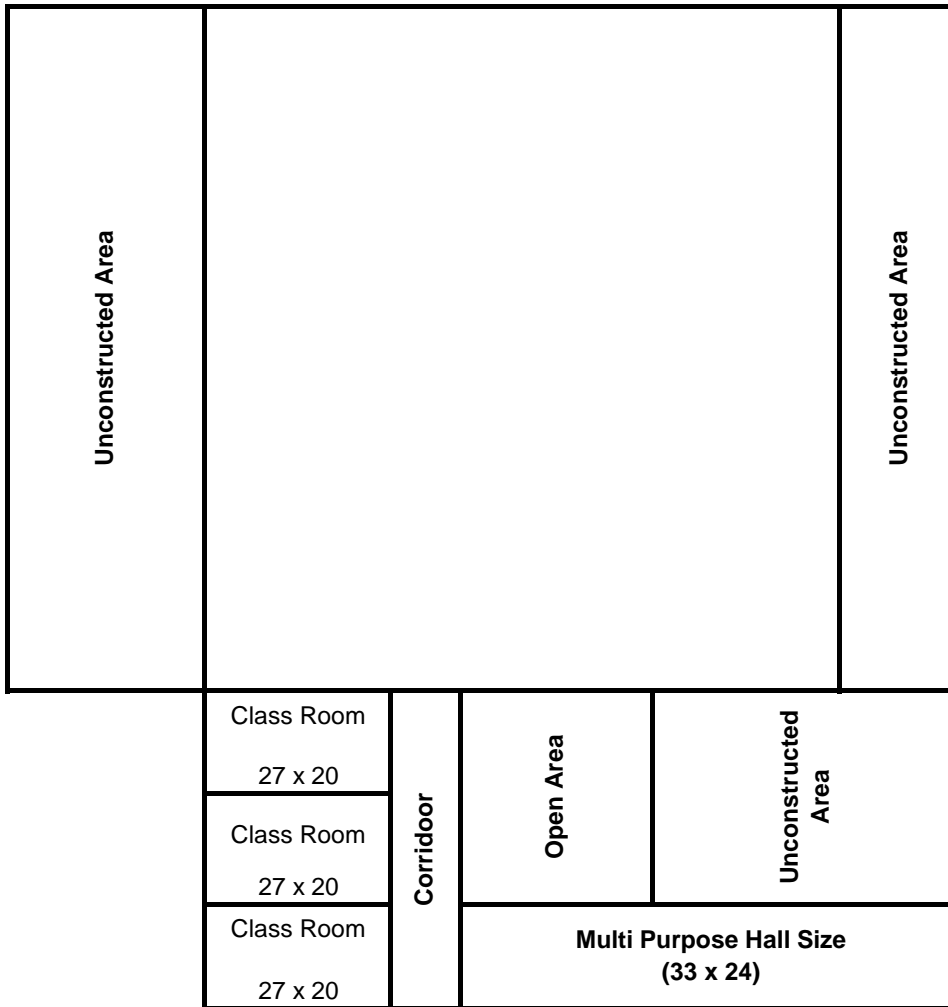 Unconstructed Area
Unconstructed Area
Class Room
27 x 20
Class Room
27 x 20
Class Room
27 x 20
Corridoor
Open Area
Unconstructed
Area
Multi Purpose Hall Size
(33 x 24)